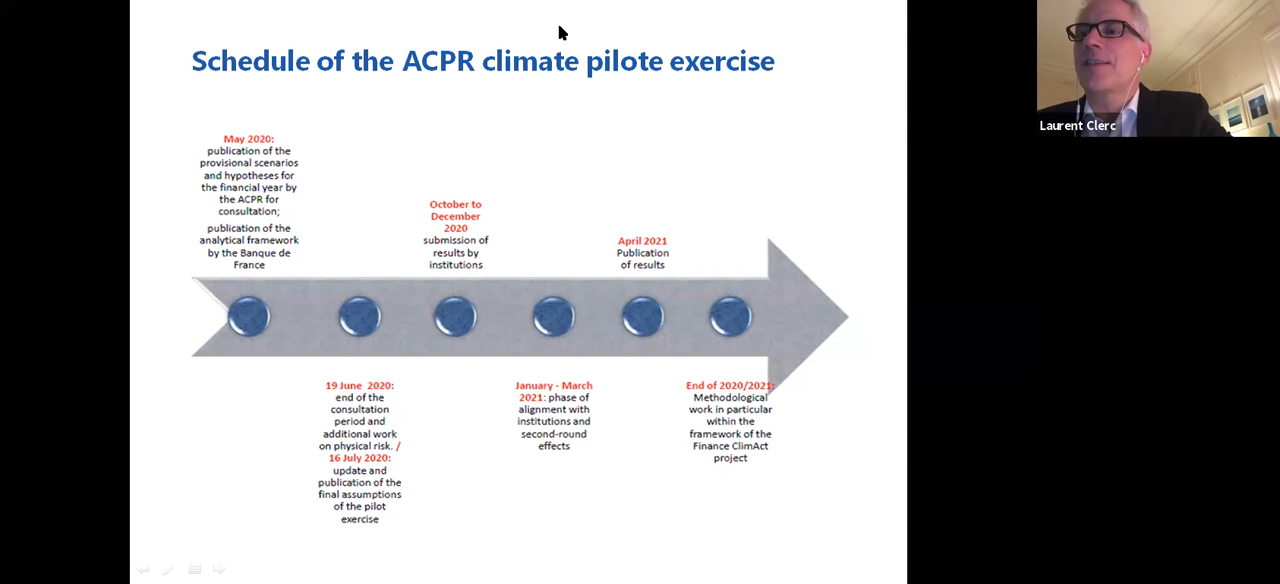 Schedule of the ACPR climate pilote exercise
Laurent Clerc
May 2020:
publication of the
provisional scenarios
and hypotheses for
the financial year by
the ACPR for
consultation;
publication of the
analytical framework
by the Banque de
France
October to
December
2020
submission of
results by
institutions
April 2021
Publication
of results
19 June 2020:
end of the
consultation
period and
additional work
on physical risk. /
16 July 2020:
update and
publication of the
final assumptions
of the pilot
exercise
January - March
2021: phase of
alignment with
institutions and
second-round
effects
End of 2020/2021:
Methodological
work in particular
within the
framework of the
Finance ClimAct
project